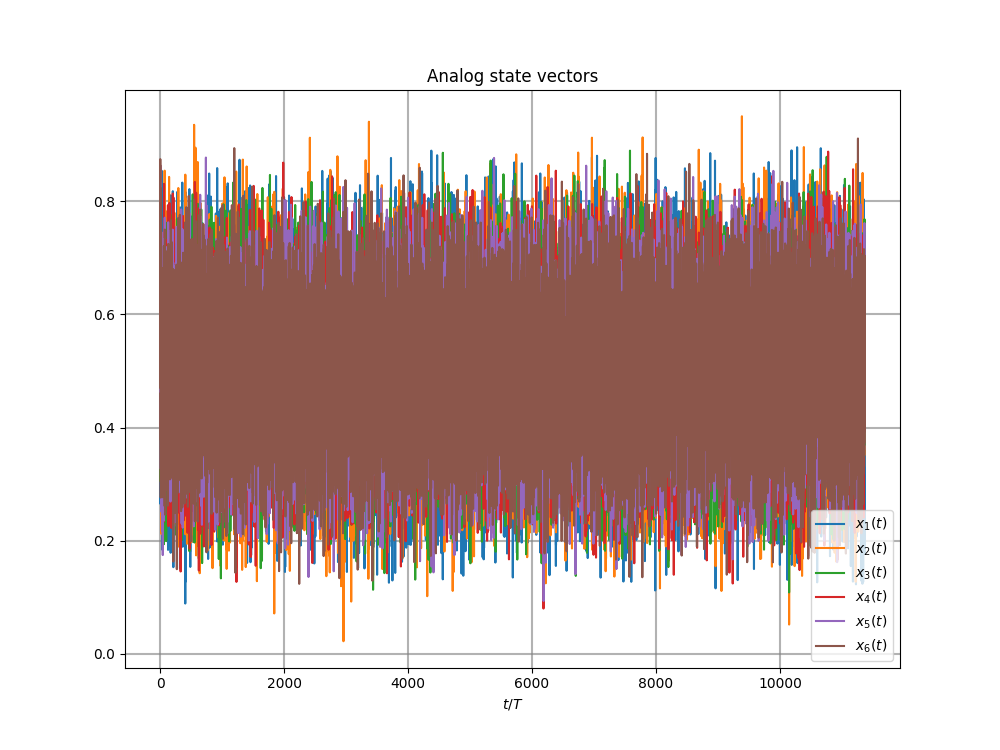 Analog state vectors
0.8
0.6
0.4
0.2
0.0
0 2000 4000 6000 8000 10000
t/T
x₁(t)
x₂(t)
x₃(t)
x₄(t)
x₅(t)
x₆(t)